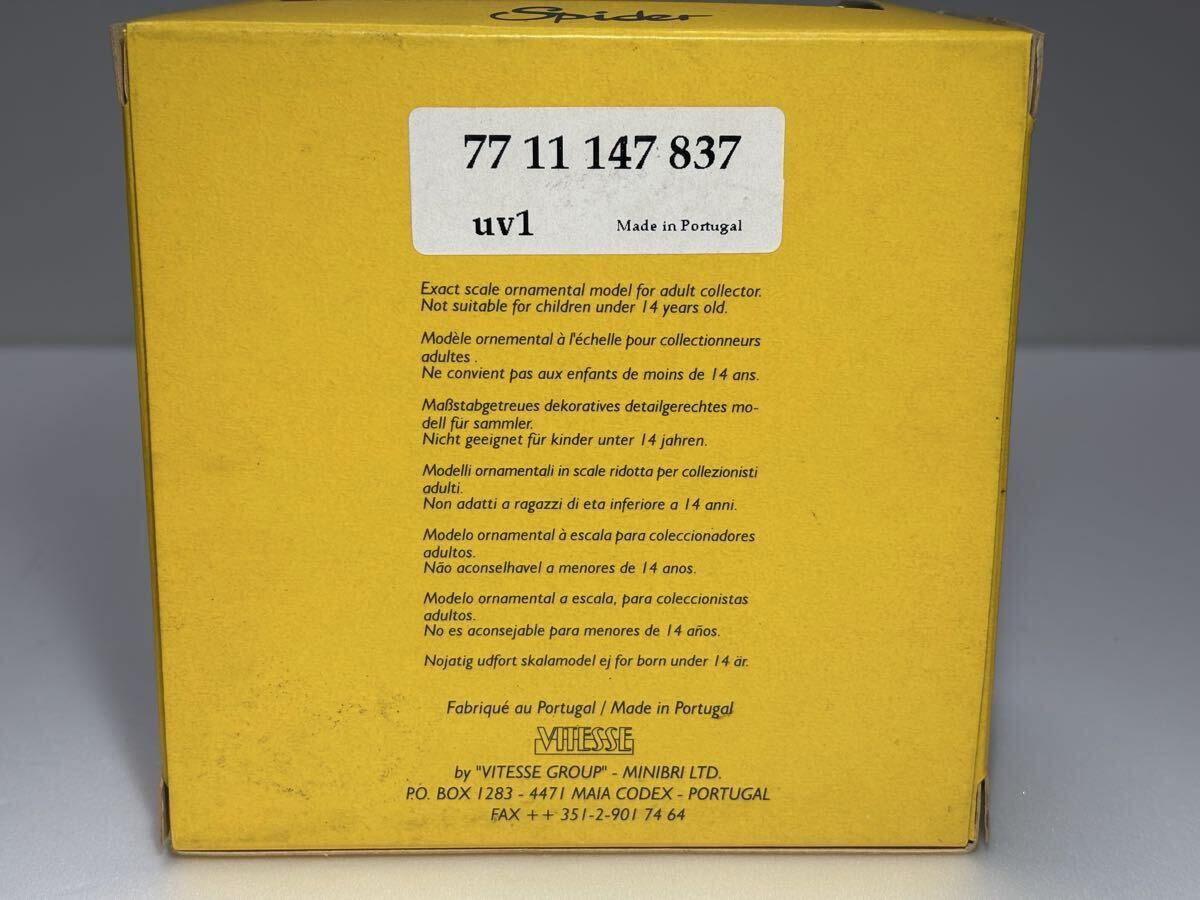 Spider
77 11 147 837
uv1 Made in Portugal
Exact scale ornamental model for adult collector.
Not suitable for children under 14 years old.
Modèle ornemental à l'échelle pour collectionneurs
adultes .
Ne convient pas aux enfants de moins de 14 ans.
Maßstabgetreues dekoratives detailgerechtes mo-
dell für sammler.
Nicht geeignet für kinder unter 14 jahren.
Modelli ornamentali in scale ridotta per collezionisti
adulti.
Non adatti a ragazzi di eta inferiore a 14 anni.
Modelo ornamental à escala para coleccionadores
adultos.
Não aconselhavel a menores de 14 anos.
Modelo ornamental a escala, para coleccionistas
adultos.
No es aconsejable para menores de 14 años.
Nojatig udfort skalamodel ej for born under 14 är.
Fabriqué au Portugal / Made in Portugal
VITESSE
by "VITESSE GROUP" - MINIBRI LTD.
P.O. BOX 1283 - 4471 MAIA CODEX - PORTUGAL
FAX ++ 351-2-901 74 64